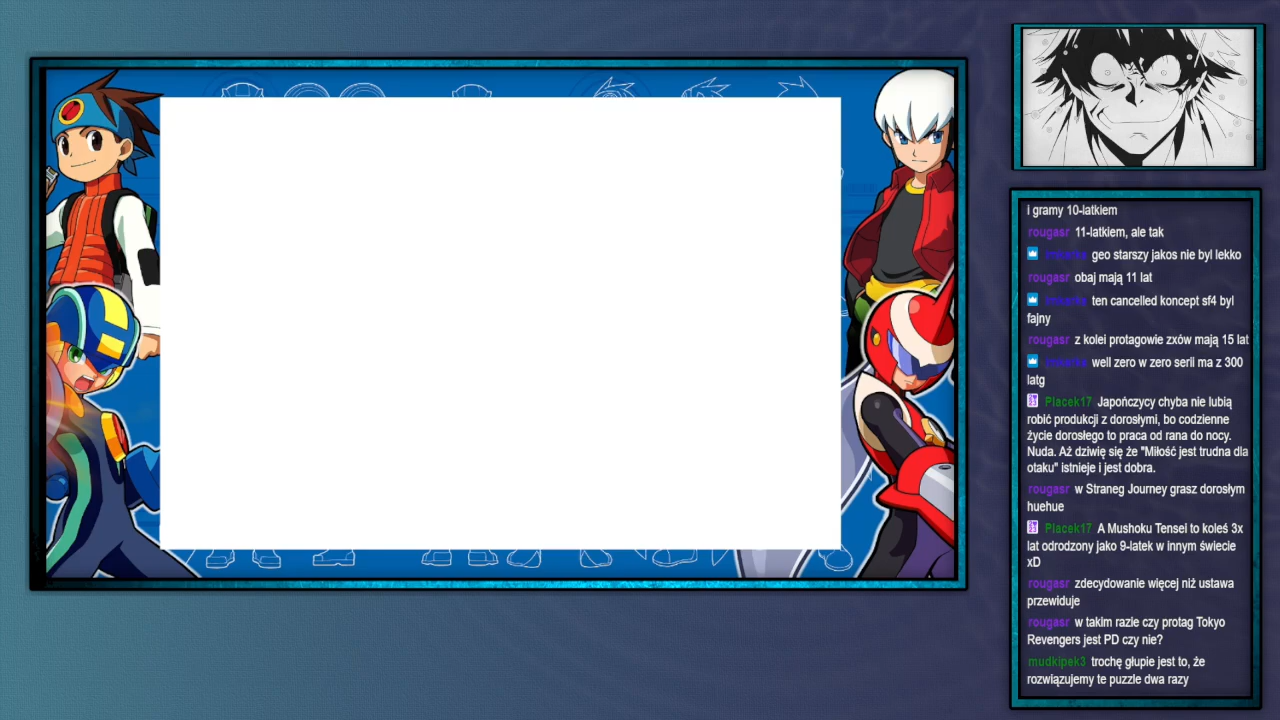 i gramy 10-latkiem
rougasr 11-latkiem, ale tak
geo starszy jakos nie byl lekko
rougasr obaj mają 11 lat
ten cancelled koncept sf4 byl
fajny
rougasr z kolei protagowie zxów mają 15 lat
well zero w zero serii ma z 300
latg
Placek17 Japończycy chyba nie lubią
robić produkcji z dorosłymi, bo codzienne
życie dorosłego to praca od rana do nocy.
Nuda. Aż dziwię się że "Miłość jest trudna dla
otaku" istnieje i jest dobra.
rougasr w Straneg Journey grasz dorosłym
huehue
Placek17 A Mushoku Tensei to koleś 3x
lat odrodzony jako 9-latek w innym świecie
xD
rougasr zdecydowanie więcej niż ustawa
przewiduje
rougasr w takim razie czy protag Tokyo
Revengers jest PD czy nie?
mudkipek3 trochę głupie jest to, że
rozwiązujemy te puzzle dwa razy